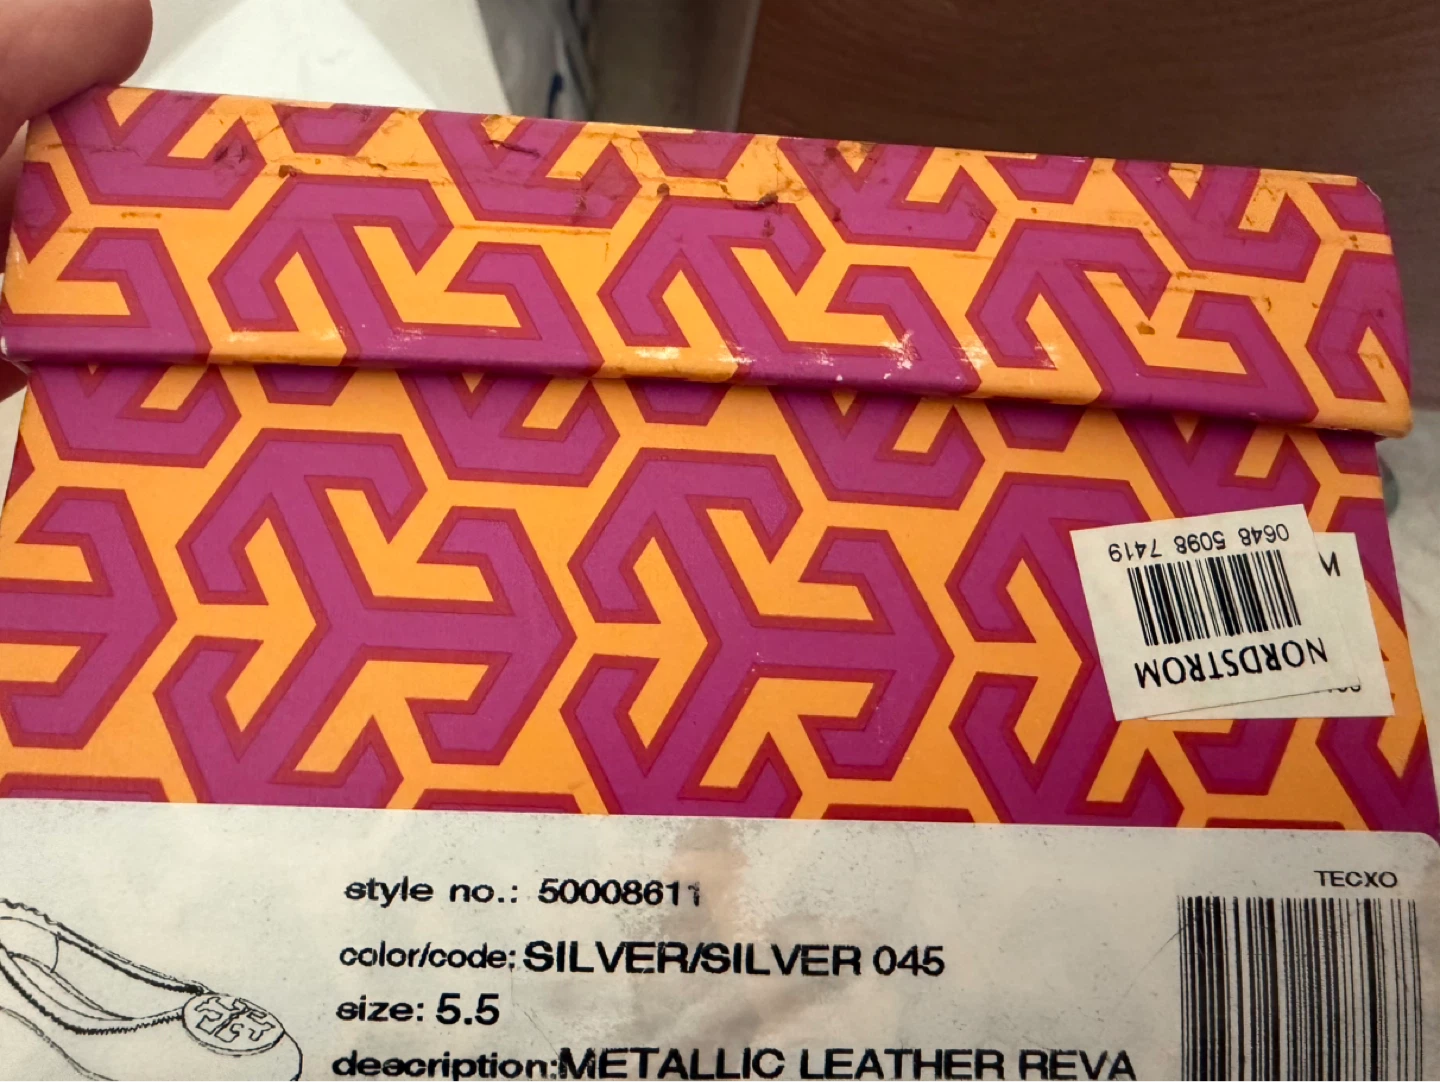 0648 5098 7419
NORDSTROM
TECXO
style no.: 50008611
color/code: SILVER/SILVER 045
size: 5.5
description: METALLIC LEATHER REVA